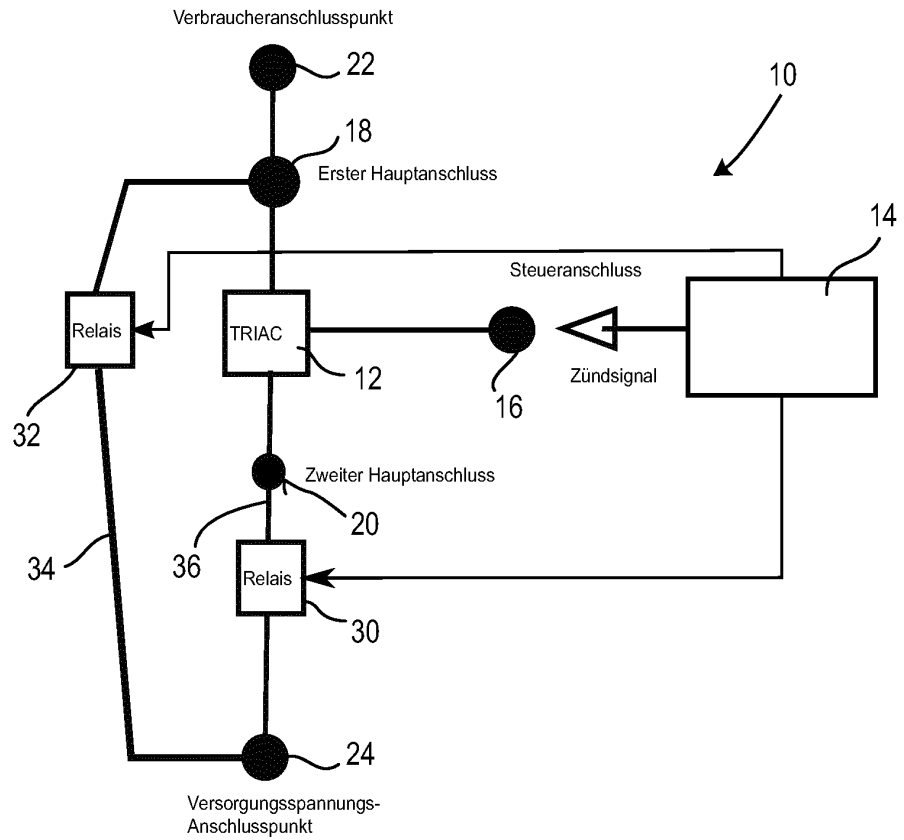 Verbraucheranschlusspunkt
22
10
18
Erster Hauptanschluss
14
Steueranschluss
Relais
TRIAC
12
Zündsignal
16
32
Zweiter Hauptanschluss
20
34
36
Relais
30
24
Versorgungsspannungs-
Anschlusspunkt